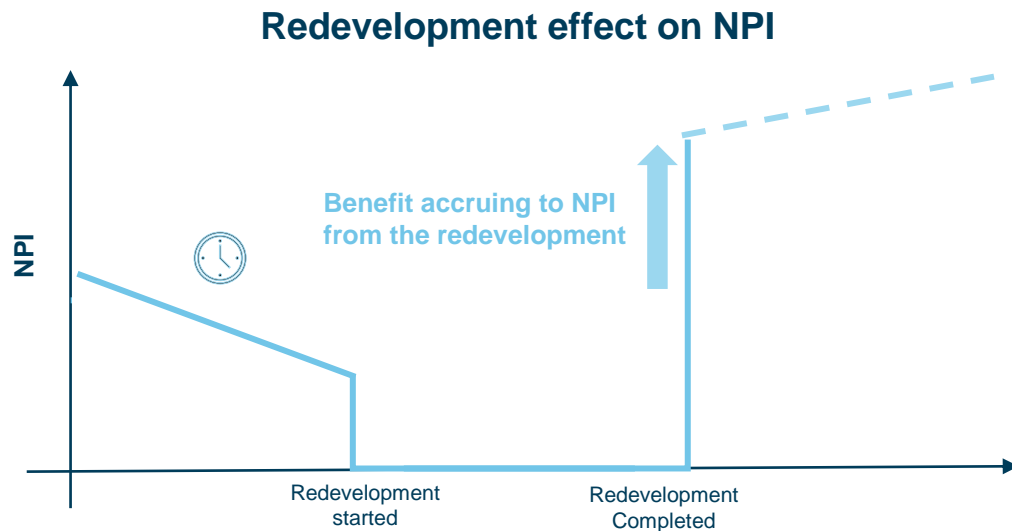 Redevelopment effect on NPI
NPI
Benefit accruing to NPI
from the redevelopment
Redevelopment
started
Redevelopment
Completed